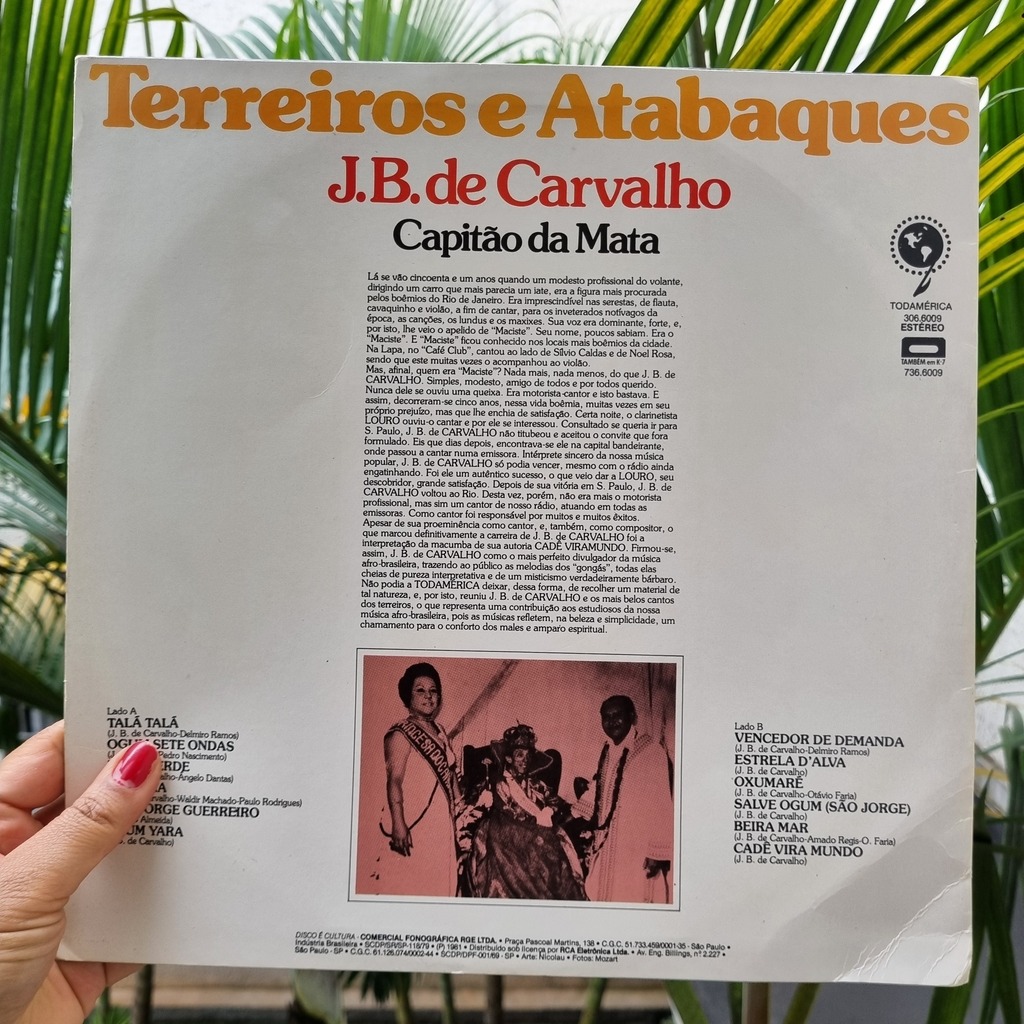 Terreiros e Atabaques
J.B. de Carvalho
Capitão da Mata
TODAMÉRICA
306.6009
ESTÉREO
TAMBÉM em K-7
736.6009
Lá se vão cincoenta e um anos quando um modesto profissional do volante,
dirigindo um carro que mais parecia um iate, era a figura mais procurada
pelos boêmios do Rio de Janeiro. Era imprescindível nas serestas, de flauta,
cavaquinho e violão, a fim de cantar, para os inveterados notívagos da
época, as canções, os lundus e os maxixes. Sua voz era dominante, forte, e,
por isto, lhe veio o apelido de "Maciste". Seu nome, poucos sabiam. Era o
"Maciste". E "Maciste" ficou conhecido nos locais mais boêmios da cidade.
Na Lapa, no "Café Club", cantou ao lado de Sílvio Caldas e de Noel Rosa,
sendo que este muitas vezes o acompanhou ao violão.
Mas, afinal, quem era "Maciste"? Nada mais, nada menos, do que J. B. de
CARVALHO. Simples, modesto, amigo de todos e por todos querido.
Nunca dele se ouviu uma queixa. Era motorista-cantor e isto bastava. E
assim, decorreram-se cinco anos, nessa vida boêmia, muitas vezes em seu
próprio prejuízo, mas que lhe enchia de satisfação. Certa noite, o clarinetista
LOURO ouviu-o cantar e por ele se interessou. Consultado se queria ir para
S. Paulo, J. B. de CARVALHO não titubeou e aceitou o convite que fora
formulado. Eis que dias depois, encontrava-se ele na capital bandeirante,
onde passou a cantar numa emissora. Intérprete sincero da nossa música
popular, J. B. de CARVALHO só podia vencer, mesmo com o rádio ainda
engatinhando. Foi ele um autêntico sucesso, o que veio dar a LOURO, seu
descobridor, grande satisfação. Depois de sua vitória em S. Paulo, J. B. de
CARVALHO voltou ao Rio. Desta vez, porém, não era mais o motorista
profissional, mas sim um cantor de nosso rádio, atuando em todas as
emissoras. Como cantor foi responsável por muitos e muitos êxitos.
Apesar de sua proeminência como cantor, e, também, como compositor, o
que marcou definitivamente a carreira de J. B. de CARVALHO foi a
interpretação da macumba de sua autoria CADÊ VIRAMUNDO. Firmou-se,
assim, J. B. de CARVALHO como o mais perfeito divulgador da música
afro-brasileira, trazendo ao público as melodias dos "gongás", todas elas
cheias de pureza interpretativa e de um misticismo verdadeiramente bárbaro.
Não podia a TODAMÉRICA deixar, dessa forma, de recolher um material de
tal natureza, e, por isto, reuniu J. B. de CARVALHO e os mais belos cantos
dos terreiros, o que representa uma contribuição aos estudiosos da nossa
música afro-brasileira, pois as músicas refletem, na beleza e simplicidade, um
chamamento para o conforto dos males e amparo espiritual.
Lado A
TALÁ TALÁ
(J. B. de Carvalho-Delmiro Ramos)
SETE ONDAS
Pedro Nascimento)
Angelo Dantas)
Waldir Machado-Paulo Rodrigues)
GUERREIRO
Almeida)
YARA
de Carvalho)
Lado B
VENCEDOR DE DEMANDA
(J. B. de Carvalho-Delmiro Ramos)
ESTRELA D'ALVA
(J. B. de Carvalho)
OXUMARÊ
(J. B. de Carvalho-Otávio Faria)
SALVE OGUM (SÃO JORGE)
(J. B. de Carvalho)
BEIRA MAR
(J. B. de Carvalho-Amado Regis-O. Faria)
CADÊ VIRA MUNDO
(J. B. de Carvalho)
DISCO É CULTURA - COMERCIAL FONOGRÁFICA RGE LTDA. • Praça Pascoal Martins, 138 • C.G.C. 51.733.459/0001-35 - São Paulo •
Indústria Brasileira • SCDP/SR/SP-116/79 • (P) 1981 • Distribuído sob licença por RCA Eletrônica Ltda. • Av. Eng. Billings, nº 2.227 •
São Paulo - SP • C.G.C. 61.126.074/0002-44 • SCDP/DPF-001/69 - SP • Arte: Nicolau • Fotos: Mozart